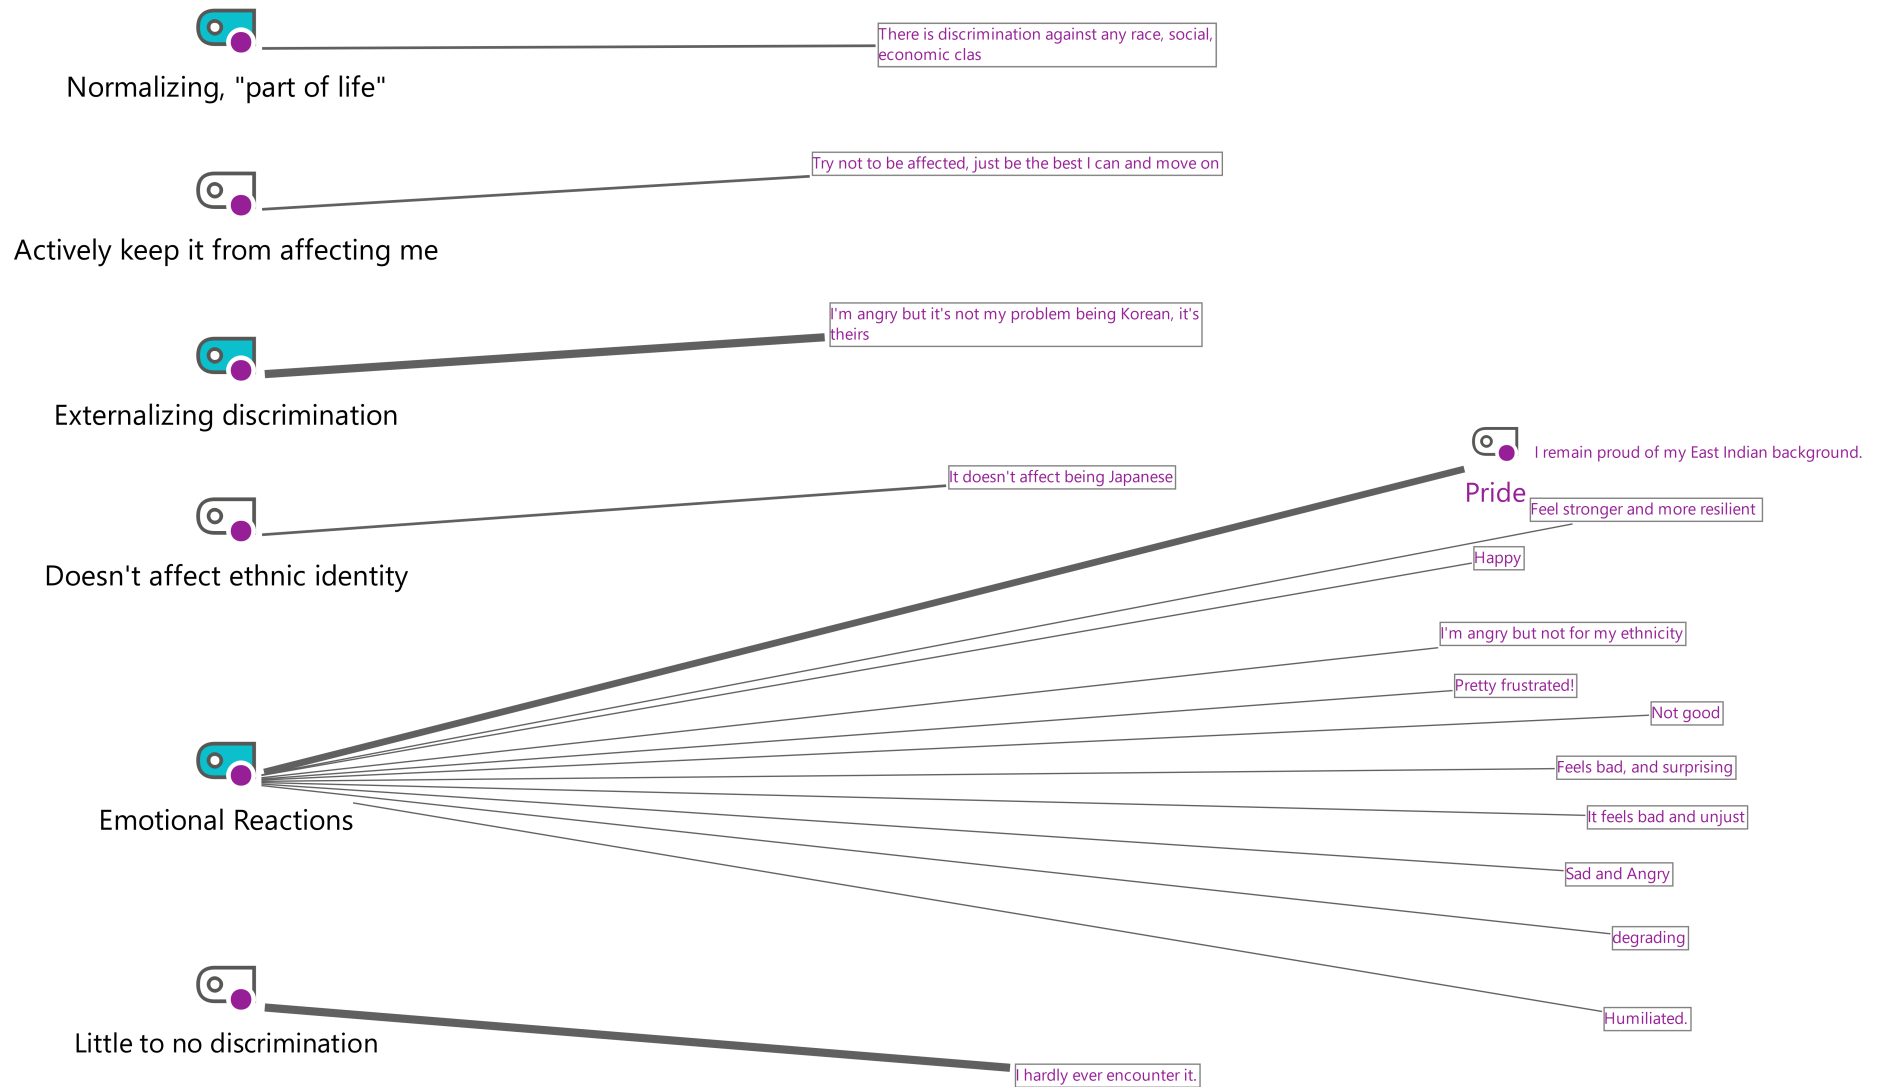 There is discrimination against any race, social,
economic clas
Normalizing, "part of life"
Try not to be affected, just be the best I can and move on
Actively keep it from affecting me
I'm angry but it's not my problem being Korean, it's
theirs
Externalizing discrimination
I remain proud of my East Indian background.
It doesn't affect being Japanese
Pride
Feel stronger and more resilient
Happy
Doesn't affect ethnic identity
I'm angry but not for my ethnicity
Pretty frustrated!
Not good
Feels bad, and surprising
It feels bad and unjust
Emotional Reactions
Sad and Angry
degrading
Humiliated.
Little to no discrimination
I hardly ever encounter it.